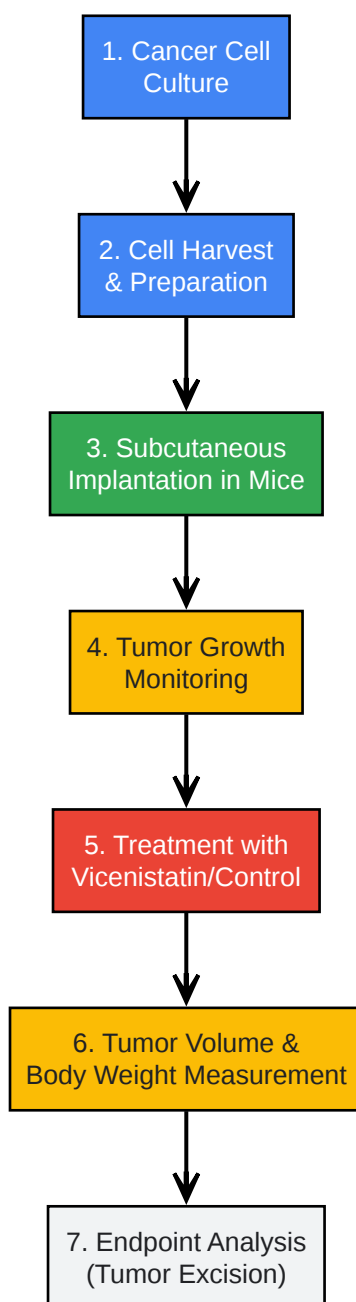 1. Cancer Cell
Culture
2. Cell Harvest
& Preparation
3. Subcutaneous
Implantation in Mice
4. Tumor Growth
Monitoring
5. Treatment with
Vicenistatin/Control
6. Tumor Volume &
Body Weight Measurement
7. Endpoint Analysis
(Tumor Excision)